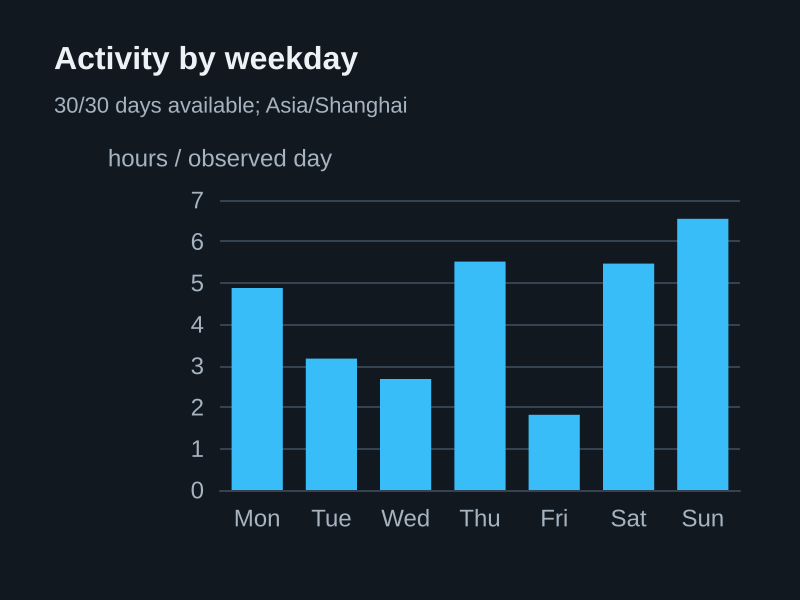 Activity by weekday
30/30 days available; Asia/Shanghai
hours / observed day
7
6
5
4
3
2
1
0
Mon Tue Wed Thu Fri Sat Sun